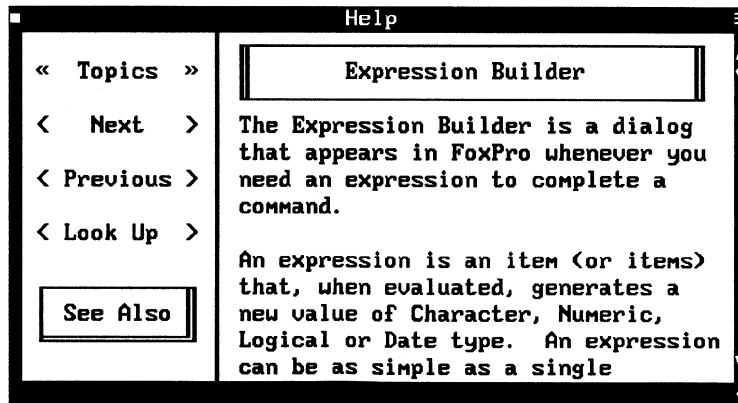 Help
« Topics »
< Next >
< Previous >
< Look Up >
See Also
Expression Builder
The Expression Builder is a dialog
that appears in FoxPro whenever you
need an expression to complete a
command.
An expression is an item (or items)
that, when evaluated, generates a
new value of Character, Numeric,
Logical or Date type. An expression
can be as simple as a single